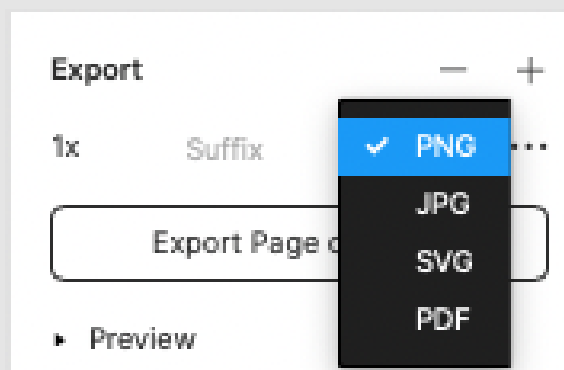 Export
1x Suffix PNG
JPG
Export Page
SVG
PDF
Preview